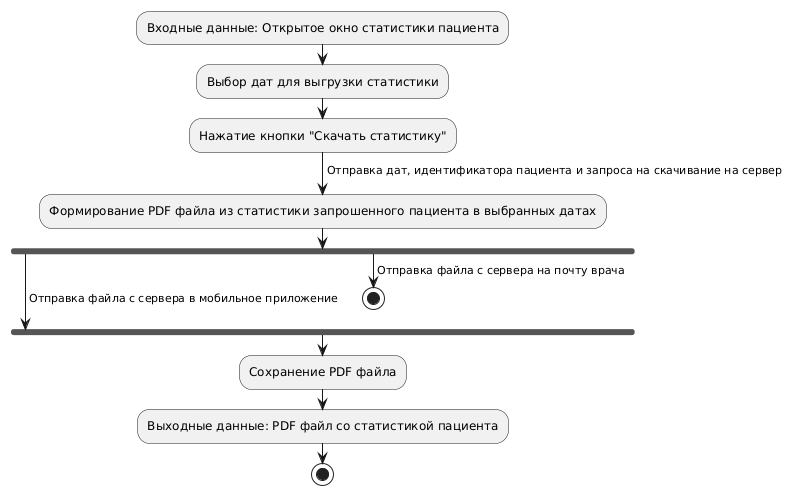 Входные данные: Открытое окно статистики пациента
Выбор дат для выгрузки статистики
Нажатие кнопки "Скачать статистику"
Отправка дат, идентификатора пациента и запроса на скачивание на сервер
Формирование PDF файла из статистики запрошенного пациента в выбранных датах
Отправка файла с сервера на почту врача
Отправка файла с сервера в мобильное приложение
Сохранение PDF файла
Выходные данные: PDF файл со статистикой пациента